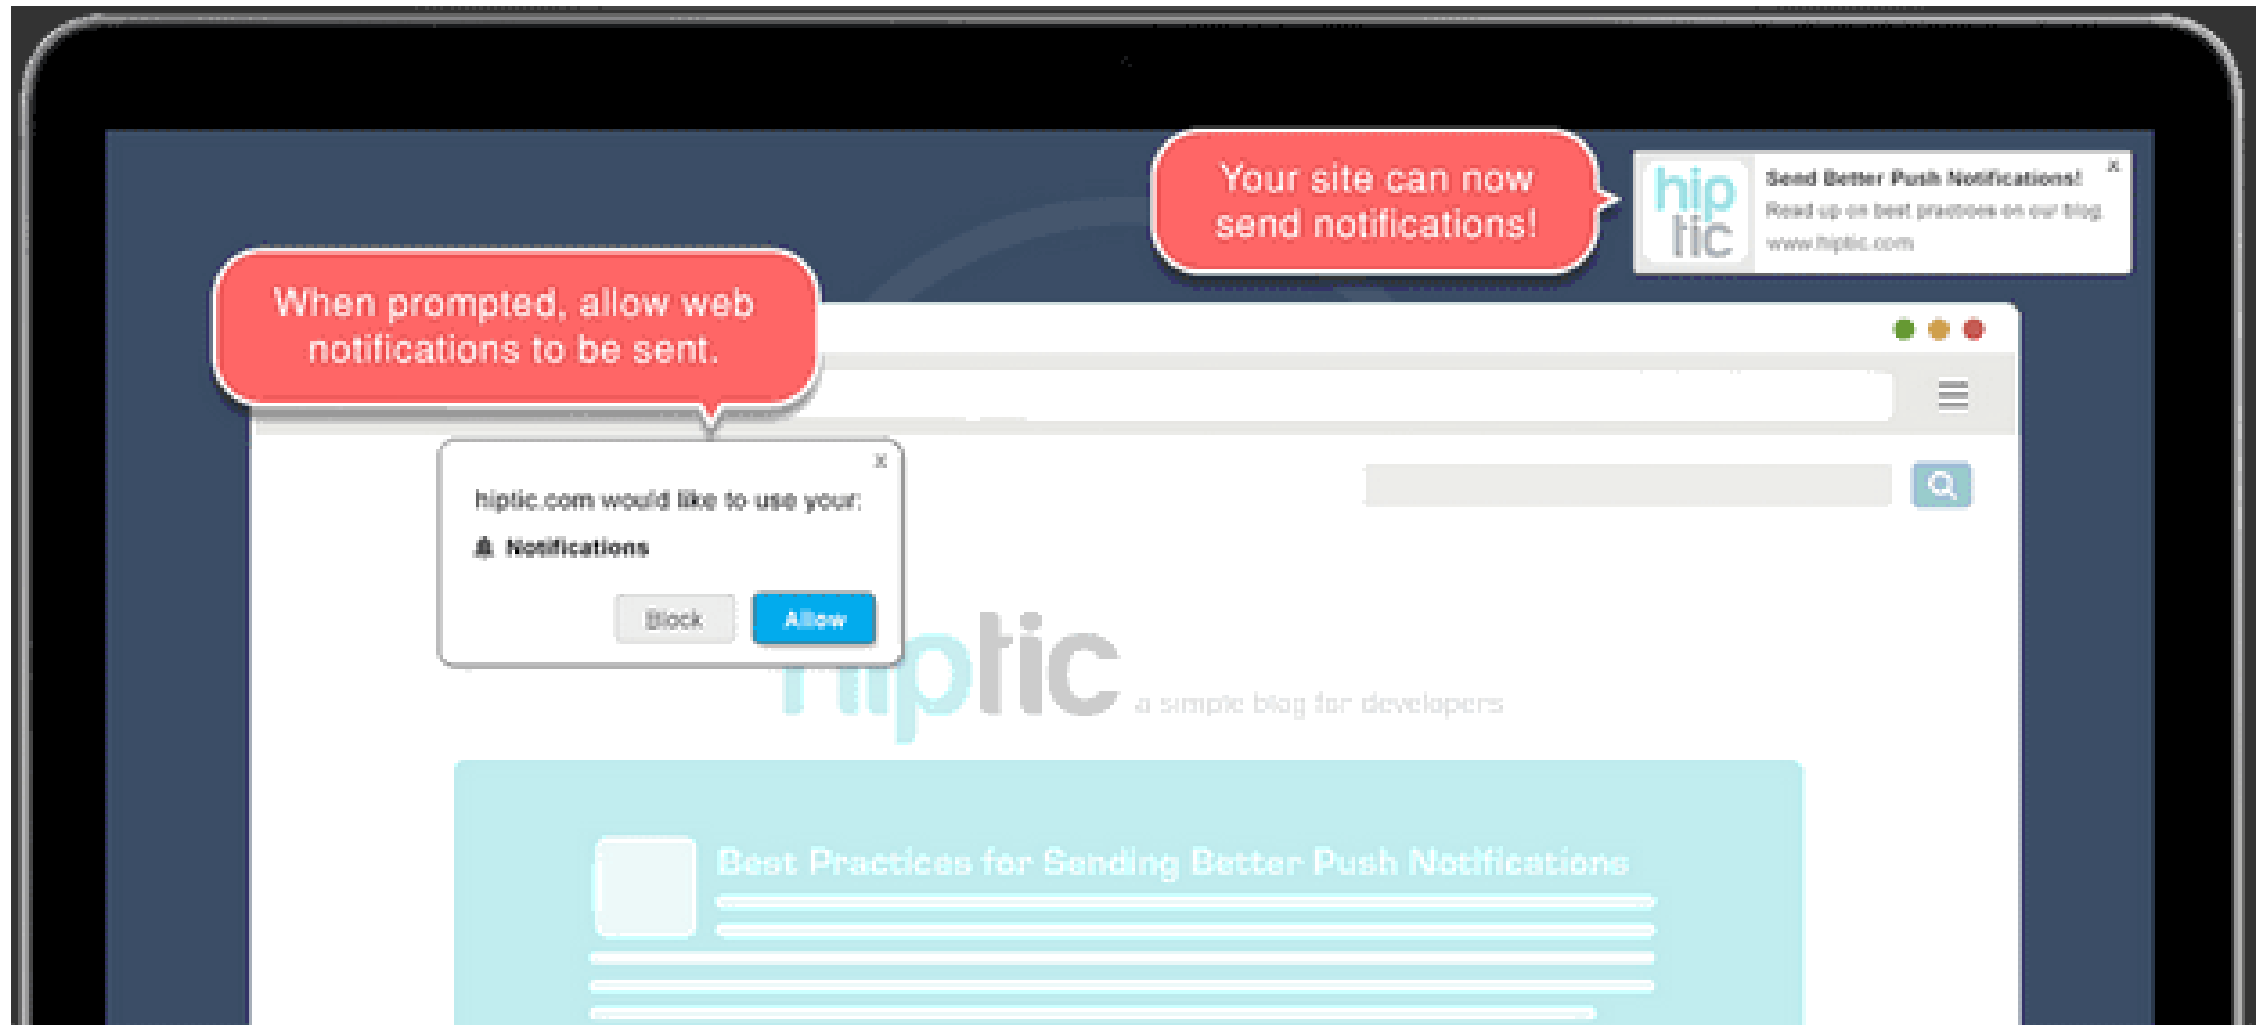 Your site can now
send notifications!
hip
tic
Send Better Push Notifications!
Read up on best practices on our blog.
www.hiptic.com
x
When prompted, allow web
notifications to be sent.
x
hiptic.com would like to use your:
Notifications
Block
Allow
hiptic
a simple blog for developers
Best Practices for Sending Better Push Notifications